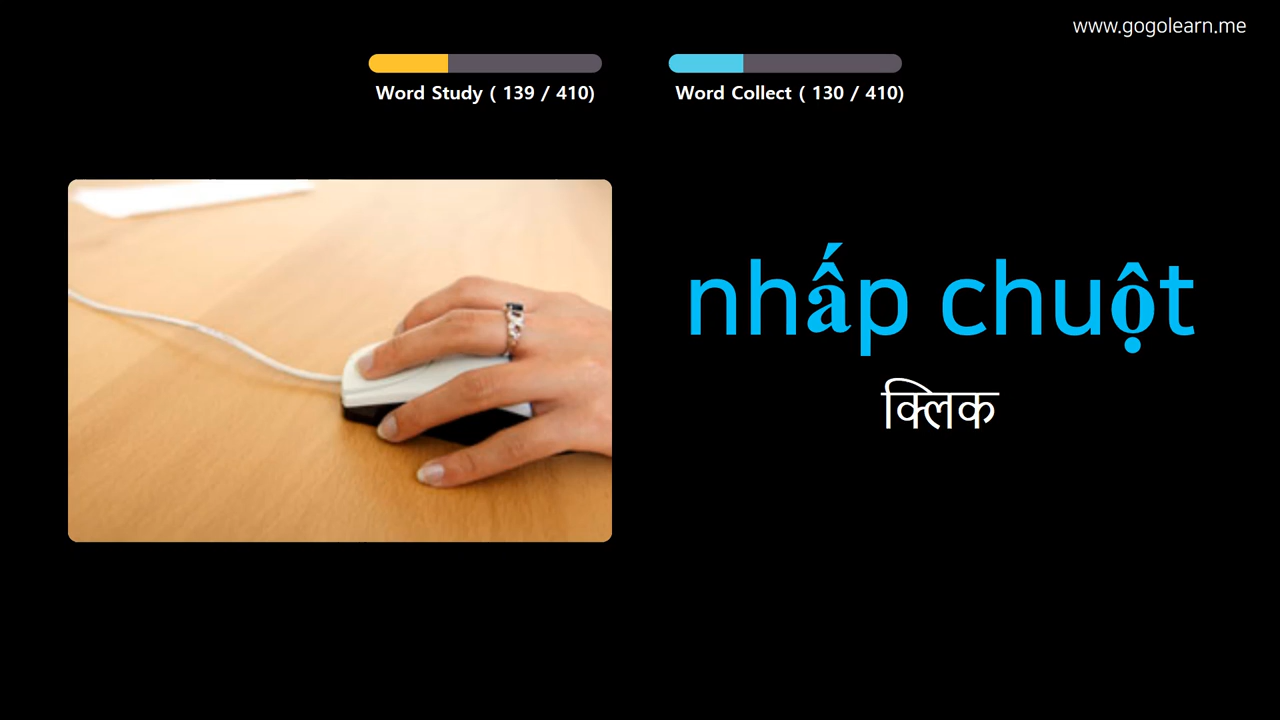 www.gogolearn.me
Word Study ( 139 / 410)
Word Collect ( 130 / 410)
nhấp chuột
क्लिक